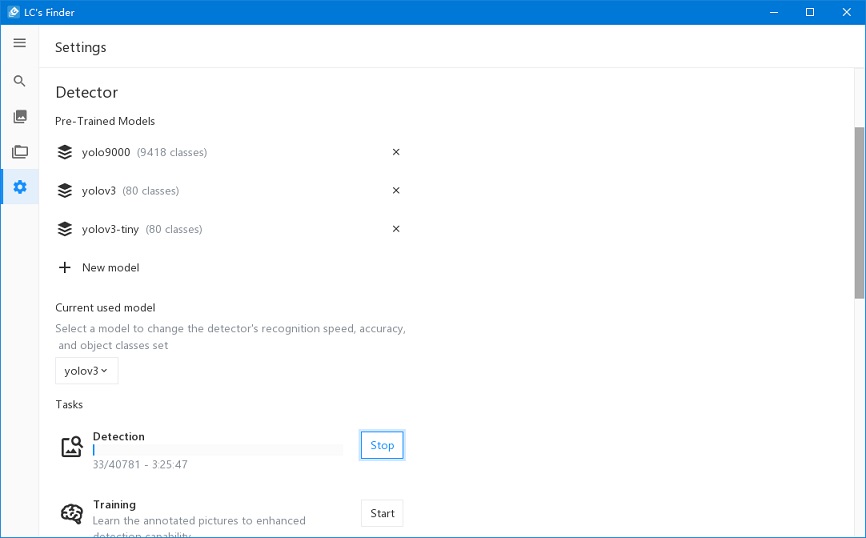 LC's Finder
Settings
Detector
Pre-Trained Models
yolo9000 (9418 classes)
yolov3 (80 classes)
yolov3-tiny (80 classes)
New model
Current used model
Select a model to change the detector's recognition speed, accuracy,
and object classes set
yolov3
Tasks
Detection
Stop
33/40781 - 3:25:47
Training
Start
Learn the annotated pictures to enhanced
detection capability